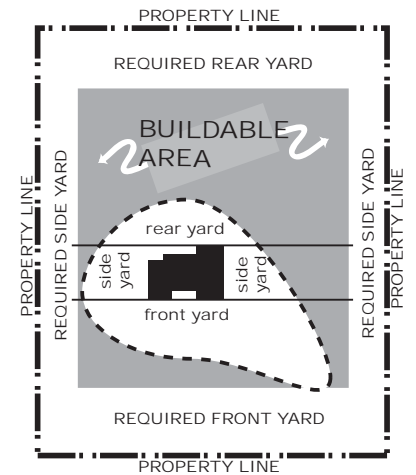 PROPERTY LINE
REQUIRED REAR YARD
BUILDABLE
AREA
PROPERTY LINE
REQUIRED SIDE YARD
rear yard
side
yard
side
yard
front yard
REQUIRED SIDE YARD
PROPERTY LINE
REQUIRED FRONT YARD
PROPERTY LINE